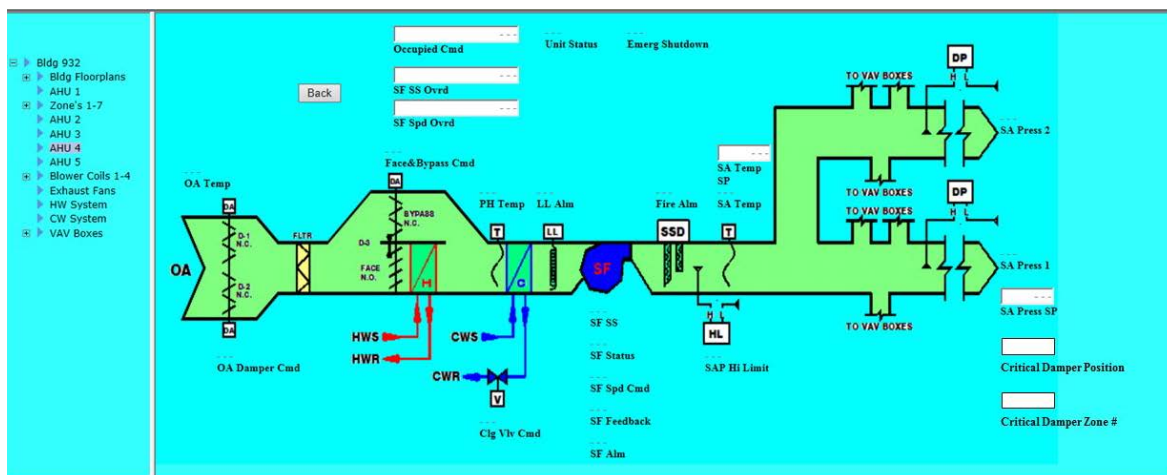 Bldg 932
Bldg Floorplans
AHU 1
Zone's 1-7
AHU 2
AHU 3
AHU 4
AHU 5
Blower Coils 1-4
Exhaust Fans
HW System
CW System
VAV Boxes
Back
---
Occupied Cmd
---
Unit Status
---
Emerg Shutdown
---
SF SS Ovrd
---
SF Spd Ovrd
---
Face&Bypass Cmd
---
OA Temp
DA
D-1
N.C.
OA
D-2
N.C.
DA
---
OA Damper Cmd
FLTR
DA
BYPASS
N.C.
D-3
FACE
N.O.
H
HWS
HWR
---
PH Temp
T
C
CWS
CWR
V
---
Clg Vlv Cmd
---
LL Alm
LL
SF
---
SF SS
---
SF Status
---
SF Spd Cmd
---
SF Feedback
---
SF Alm
---
Fire Alm
SSD
---
SA Temp
SP
---
SA Temp
T
H L
HL
---
SAP Hi Limit
TO VAV BOXES
DP
H L
---
SA Press 2
TO VAV BOXES
TO VAV BOXES
DP
H L
---
SA Press 1
TO VAV BOXES
---
SA Press SP
Critical Damper Position
Critical Damper Zone #